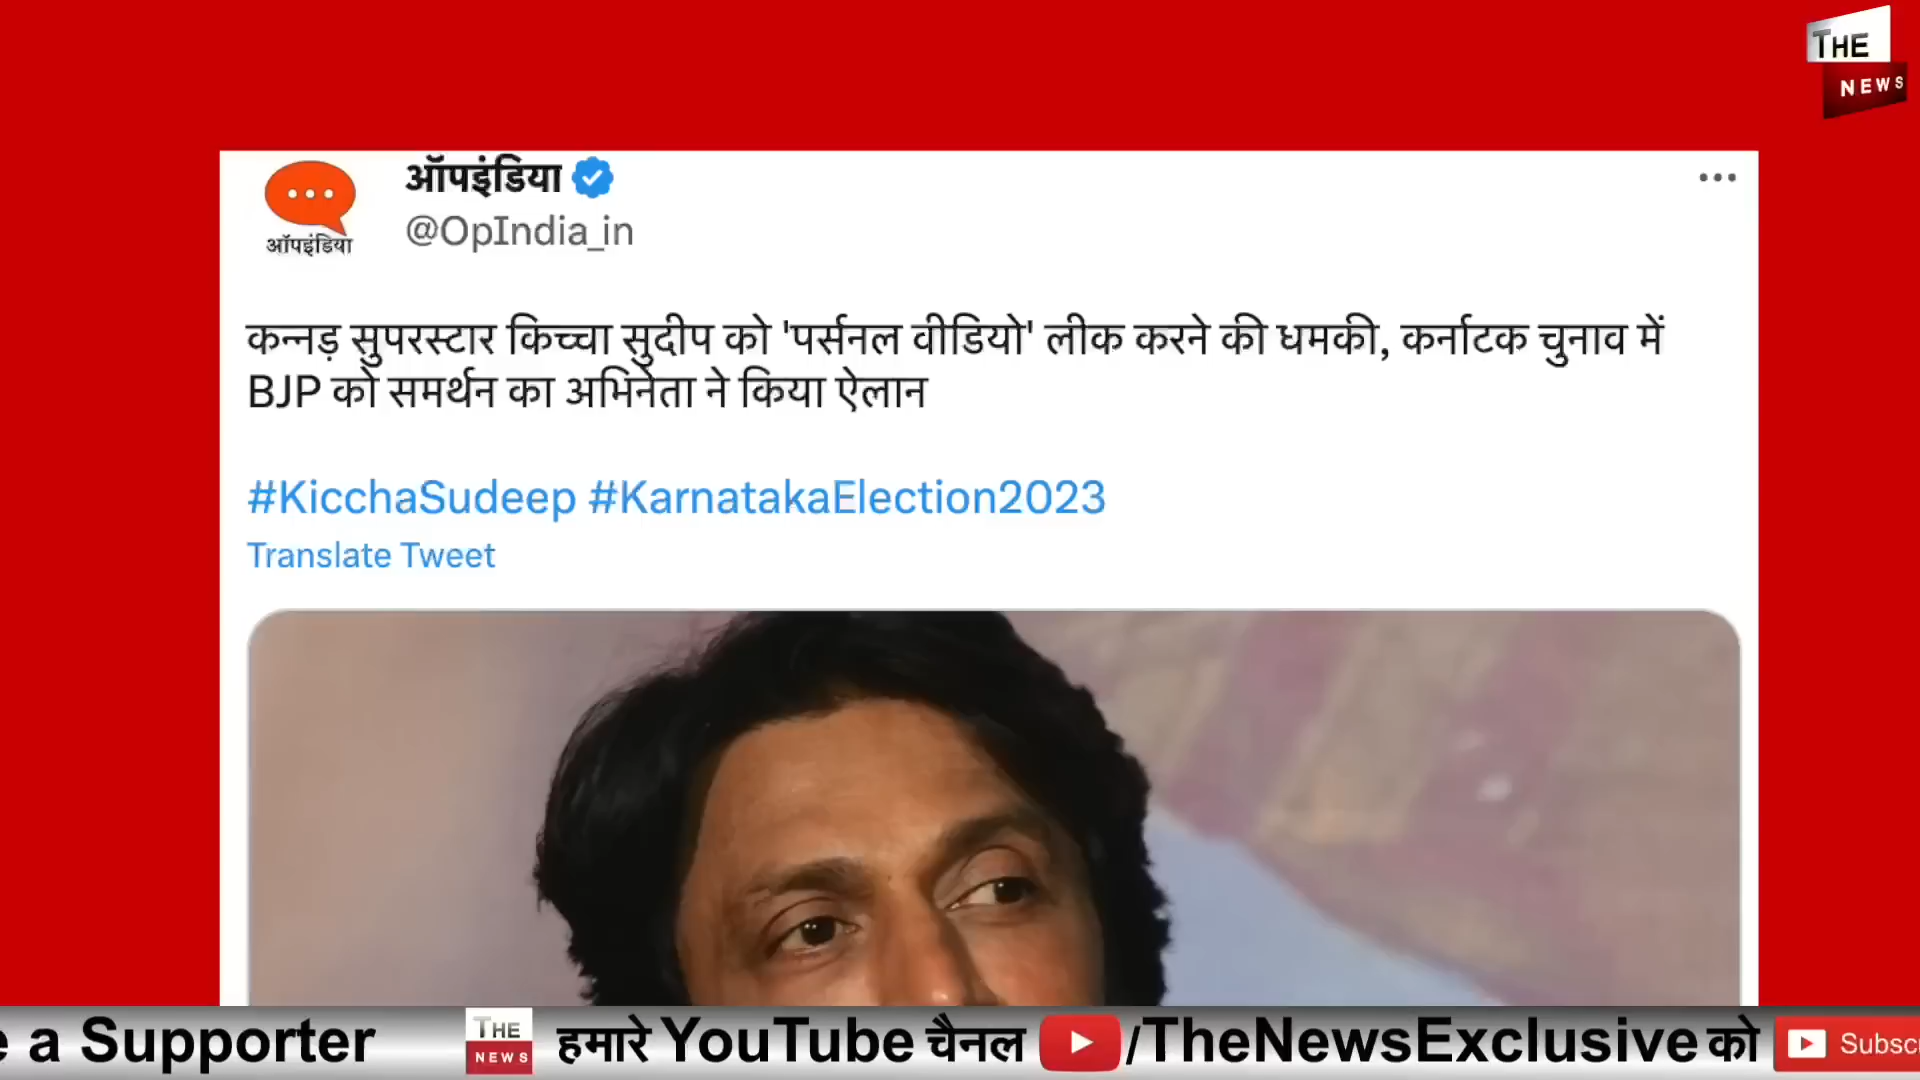 THE
NEWS
ऑपइंडिया
ऑपइंडिया
@OpIndia_in
कन्नड़ सुपरस्टार किच्चा सुदीप को 'पर्सनल वीडियो' लीक करने की धमकी, कर्नाटक चुनाव में
BJP को समर्थन का अभिनेता ने किया ऐलान
#KicchaSudeep #KarnatakaElection2023
Translate Tweet
a Supporter THE NEWS हमारे YouTube चैनल /TheNewsExclusive को